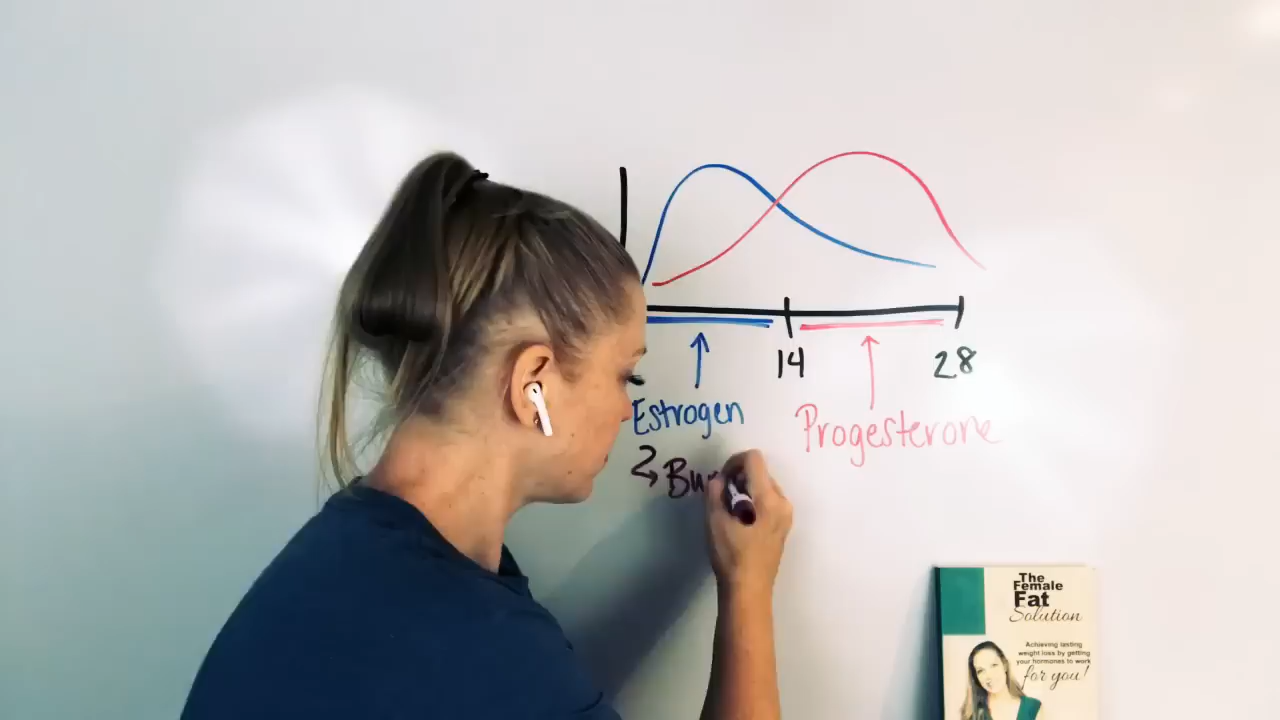 14
28
Estrogen
Progesterone
The
Female
Fat
Solution
Achieving lasting
weight loss by getting
your hormones to work
for you!